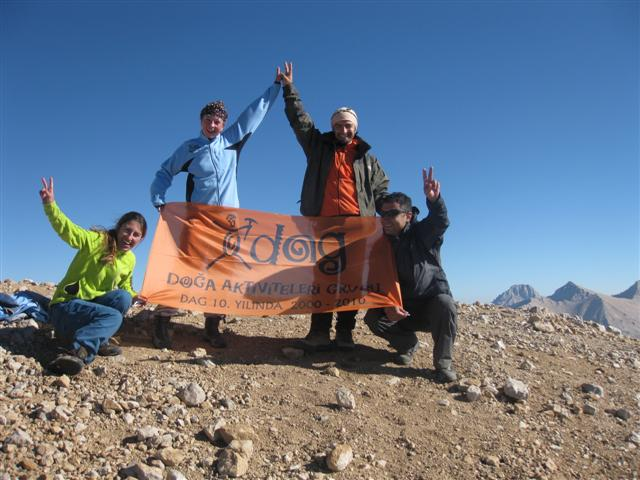 dag
DOĞA AKTİVİTELERİ GRUBU
DAG 10. YILINDA 2000 - 2010